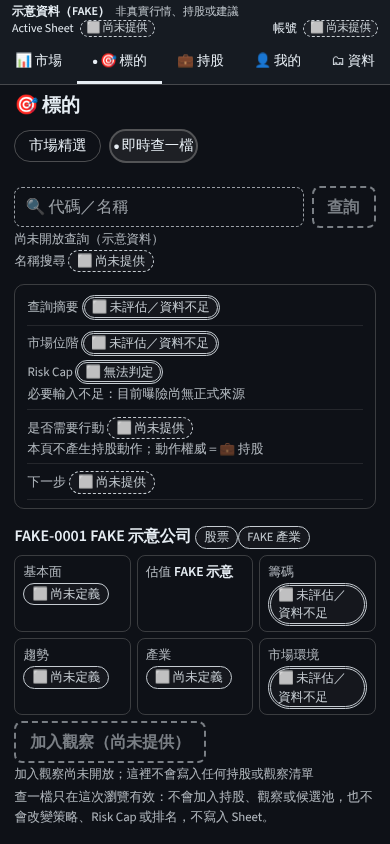 示意資料（FAKE） 非真實行情、持股或建議
Active Sheet ⬜ 尚未提供 帳號 ⬜ 尚未提供
📊 市場 • 🎯 標的 💼 持股 👤 我的 🗂 資料
🎯 標的
市場精選 • 即時查一檔
🔍 代碼／名稱 查詢
尚未開放查詢（示意資料）
名稱搜尋 ⬜ 尚未提供
查詢摘要 ⬜ 未評估／資料不足
市場位階 ⬜ 未評估／資料不足
Risk Cap ⬜ 無法判定
必要輸入不足：目前曝險尚無正式來源
是否需要行動 ⬜ 尚未提供
本頁不產生持股動作；動作權威＝💼 持股
下一步 ⬜ 尚未提供
FAKE-0001 FAKE 示意公司 股票 FAKE 產業
基本面 估值 FAKE 示意 籌碼
⬜ 尚未定義 ⬜ 未評估／
資料不足
趨勢 產業 市場環境
⬜ 尚未定義 ⬜ 尚未定義 ⬜ 未評估／
資料不足
加入觀察（尚未提供）
加入觀察尚未開放；這裡不會寫入任何持股或觀察清單
查一檔只在這次瀏覽有效：不會加入持股、觀察或候選池，也不
會改變策略、Risk Cap 或排名，不寫入 Sheet。